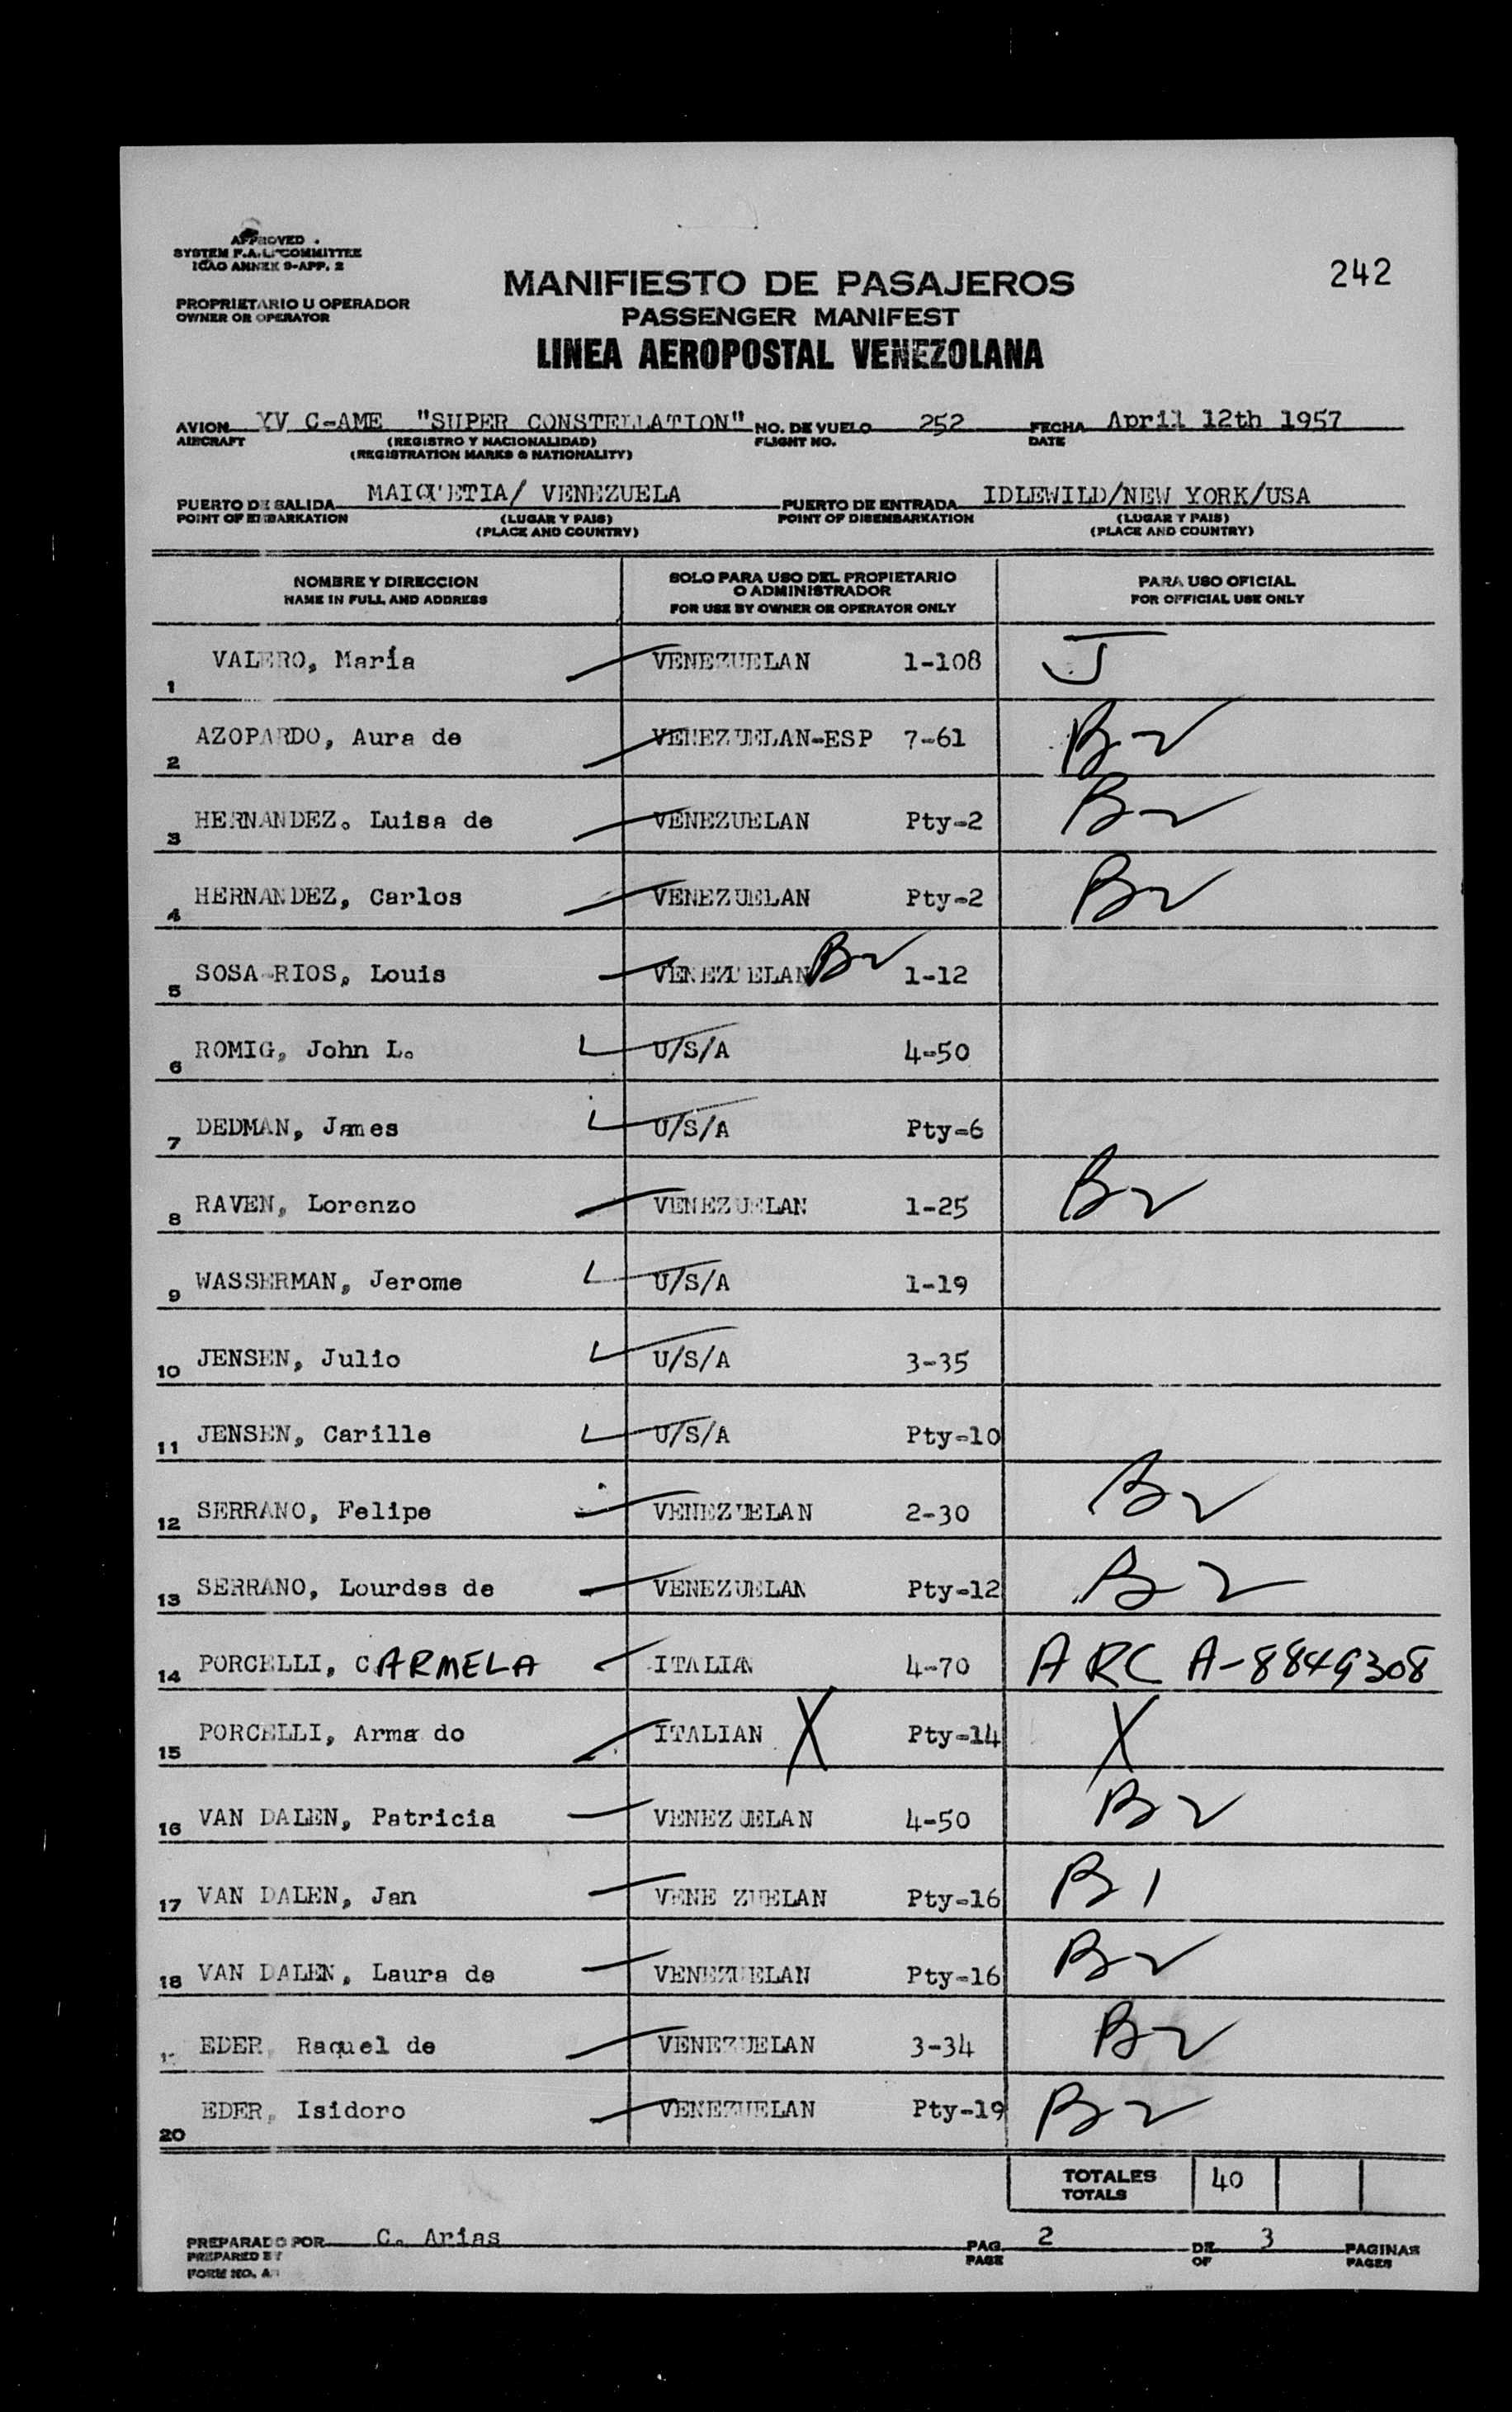 APPROVED
SYSTEM F.A.L. COMMITTEE
ICAO ANNEX 9-APP. 2
242
MANIFIESTO DE PASAJEROS
PROPRIETARIO U OPERADOR
OWNER OR OPERATOR
PASSENGER MANIFEST
LINEA AEROPOSTAL VENEZOLANA
AVION YV C-AME "SUPER CONSTELLATION" NO. DE VUELO 252 FECHA April 12th 1957
AIRCRAFT (REGISTRO Y NACIONALIDAD) FLIGHT NO. DATE
(REGISTRATION MARKS & NATIONALITY)
PUERTO DE SALIDA MAIQUETIA/ VENEZUELA PUERTO DE ENTRADA IDLEWILD/NEW YORK/USA
POINT OF EMBARKATION (LUGAR Y PAIS) POINT OF DISEMBARKATION (LUGAR Y PAIS)
(PLACE AND COUNTRY) (PLACE AND COUNTRY)
NOMBRE Y DIRECCION SOLO PARA USO DEL PROPIETARIO O ADMINISTRADOR PARA USO OFICIAL
NAME IN FULL AND ADDRESS FOR USE BY OWNER OR OPERATOR ONLY FOR OFFICIAL USE ONLY
1 VALERO, María VENEZUELAN 1-108 J
2 AZOPARDO, Aura de VENEZUELAN-ESP 7-61 B2
3 HERNANDEZ. Luisa de VENEZUELAN Pty-2 B2
4 HERNANDEZ, Carlos VENEZUELAN Pty-2 B2
5 SOSA-RIOS, Louis VENEZUELAN B2 1-12
6 ROMIG, John L. U/S/A 4-50
7 DEDMAN, James U/S/A Pty-6
8 RAVEN, Lorenzo VENEZUELAN 1-25 B2
9 WASSERMAN, Jerome U/S/A 1-19
10 JENSEN, Julio U/S/A 3-35
11 JENSEN, Carille U/S/A Pty-10
12 SERRANO, Felipe VENEZUELAN 2-30 B2
13 SERRANO, Lourdes de VENEZUELAN Pty-12 B2
14 PORCELLI, CARMELA ITALIAN 4-70 ARC A-8849308
15 PORCELLI, Arma do ITALIAN X Pty-14 X
16 VAN DALEN, Patricia VENEZUELAN 4-50 B2
17 VAN DALEN, Jan VENE ZUELAN Pty-16 B1
18 VAN DALEN, Laura de VENEZUELAN Pty-16 B2
EDER, Raquel de VENEZUELAN 3-34 B2
20 EDER, Isidoro VENEZUELAN Pty-19 B2
TOTALES 40
TOTALS
PREPARADO POR C. Arias PAG. 2 DE 3 PAGINAS
PREPARED BY PAGE OF PAGES
FORM NO.